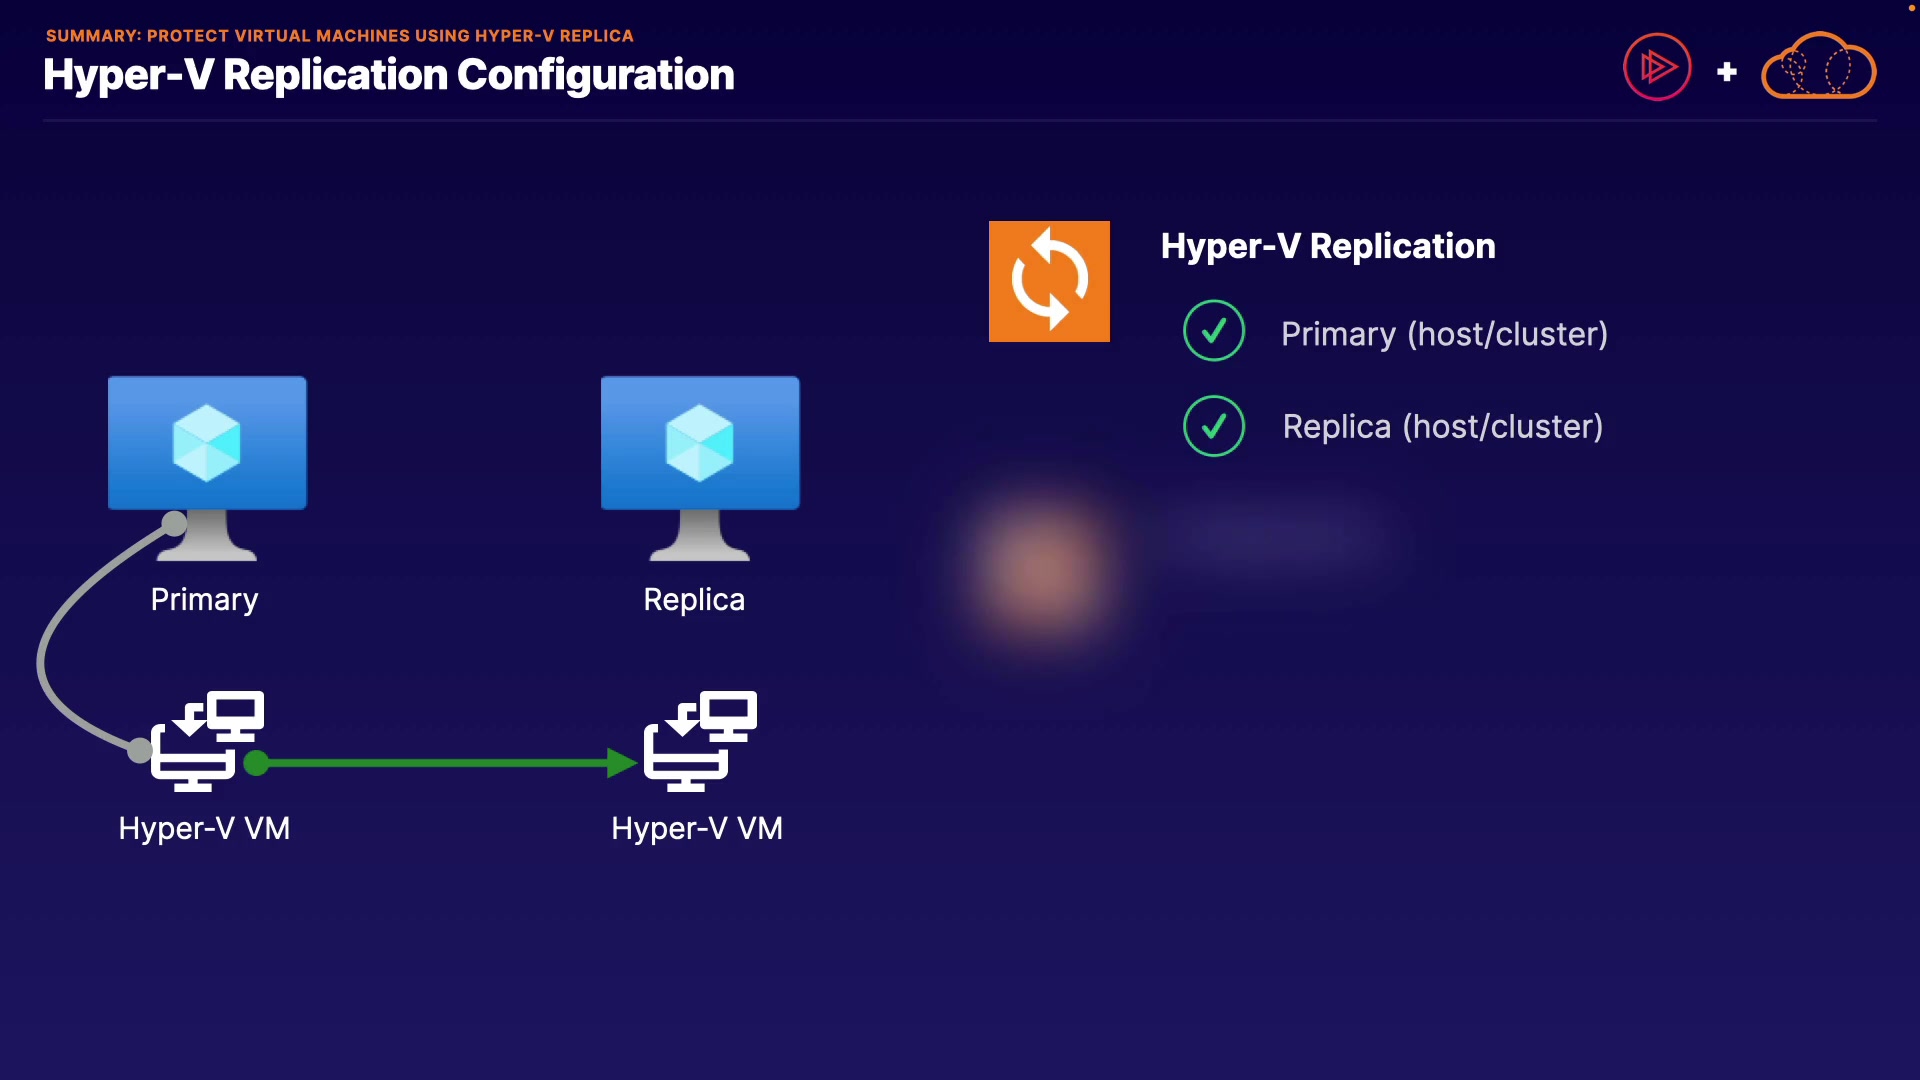 SUMMARY: PROTECT VIRTUAL MACHINES USING HYPER-V REPLICA
Hyper-V Replication Configuration
Hyper-V Replication
Primary (host/cluster)
Replica (host/cluster)
Primary
Replica
Hyper-V VM
Hyper-V VM